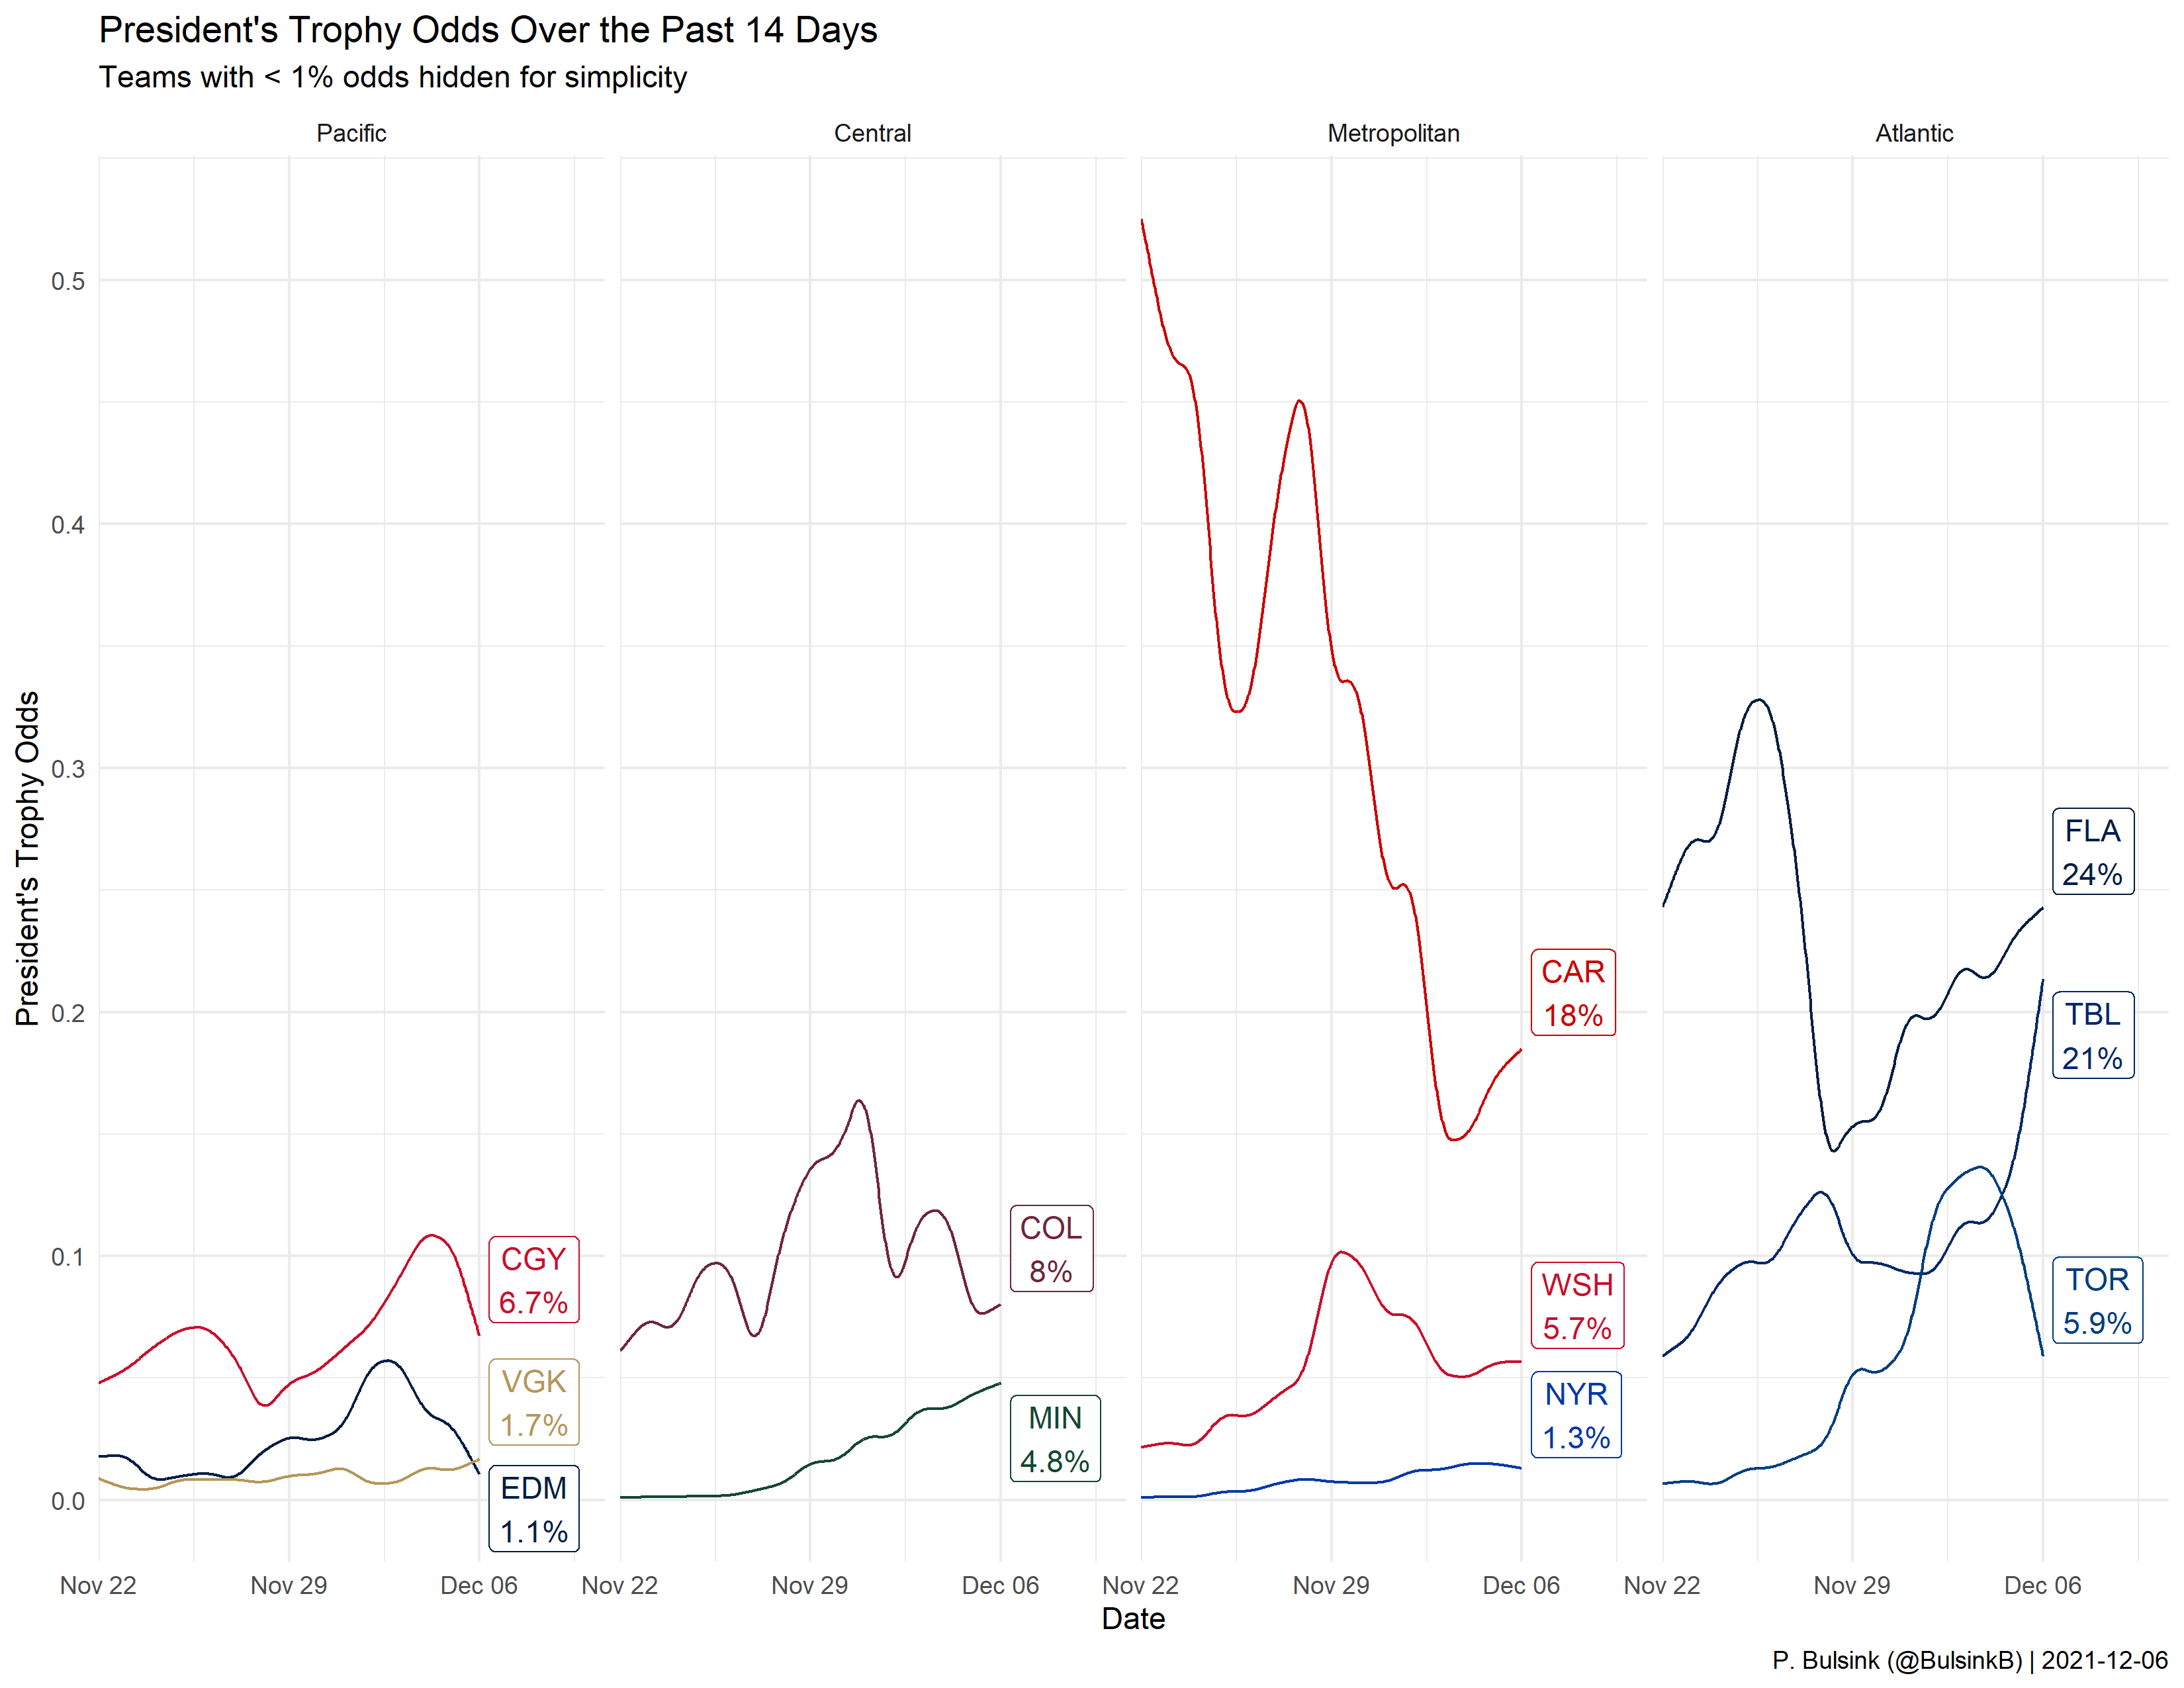 President's Trophy Odds Over the Past 14 Days
Teams with < 1% odds hidden for simplicity
Pacific
Central
Metropolitan
Atlantic
President's Trophy Odds
0.5
0.4
0.3
0.2
0.1
0.0
CGY
6.7%
VGK
1.7%
EDM
1.1%
COL
8%
MIN
4.8%
CAR
18%
WSH
5.7%
NYR
1.3%
FLA
24%
TBL
21%
TOR
5.9%
Nov 22
Nov 29
Dec 06
Nov 22
Nov 29
Dec 06
Nov 22
Nov 29
Dec 06
Nov 22
Nov 29
Dec 06
Date
P. Bulsink (@BulsinkB) | 2021-12-06